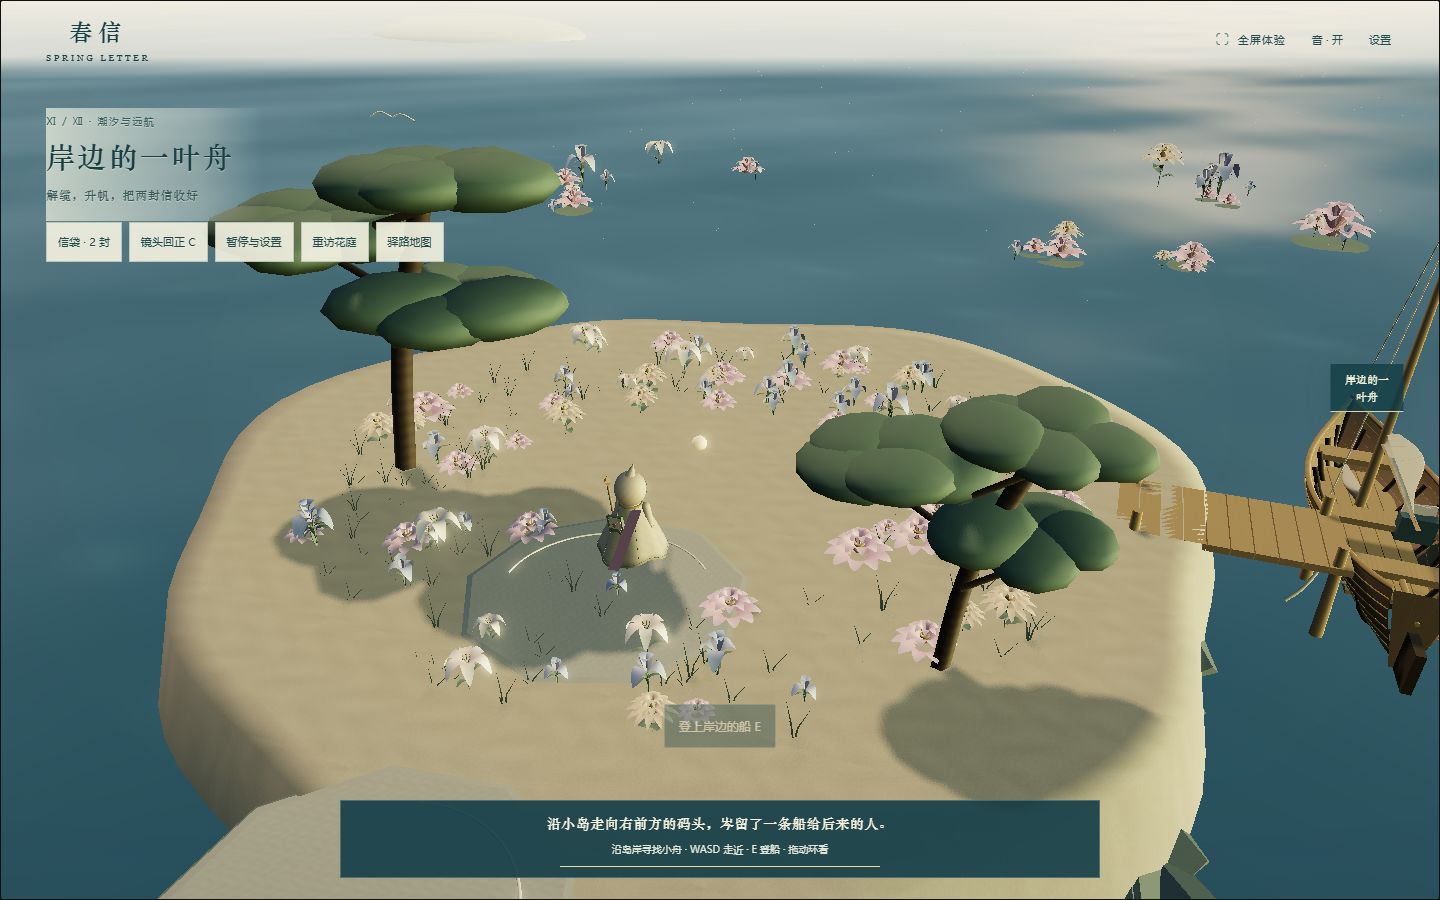 春信
SPRING LETTER
全屏体验
音·开
设置
XI / XII · 潮汐与远航
岸边的一叶舟
解缆，升帆，把两封信收好
信袋 · 2 封
镜头回正 C
暂停与设置
重访花庭
驿路地图
岸边的一
叶舟
登上岸边的船 E
沿小岛走向右前方的码头，岑留了一条船给后来的人。
沿岛岸寻找小舟 · WASD 走近 · E 登船 · 拖动环看